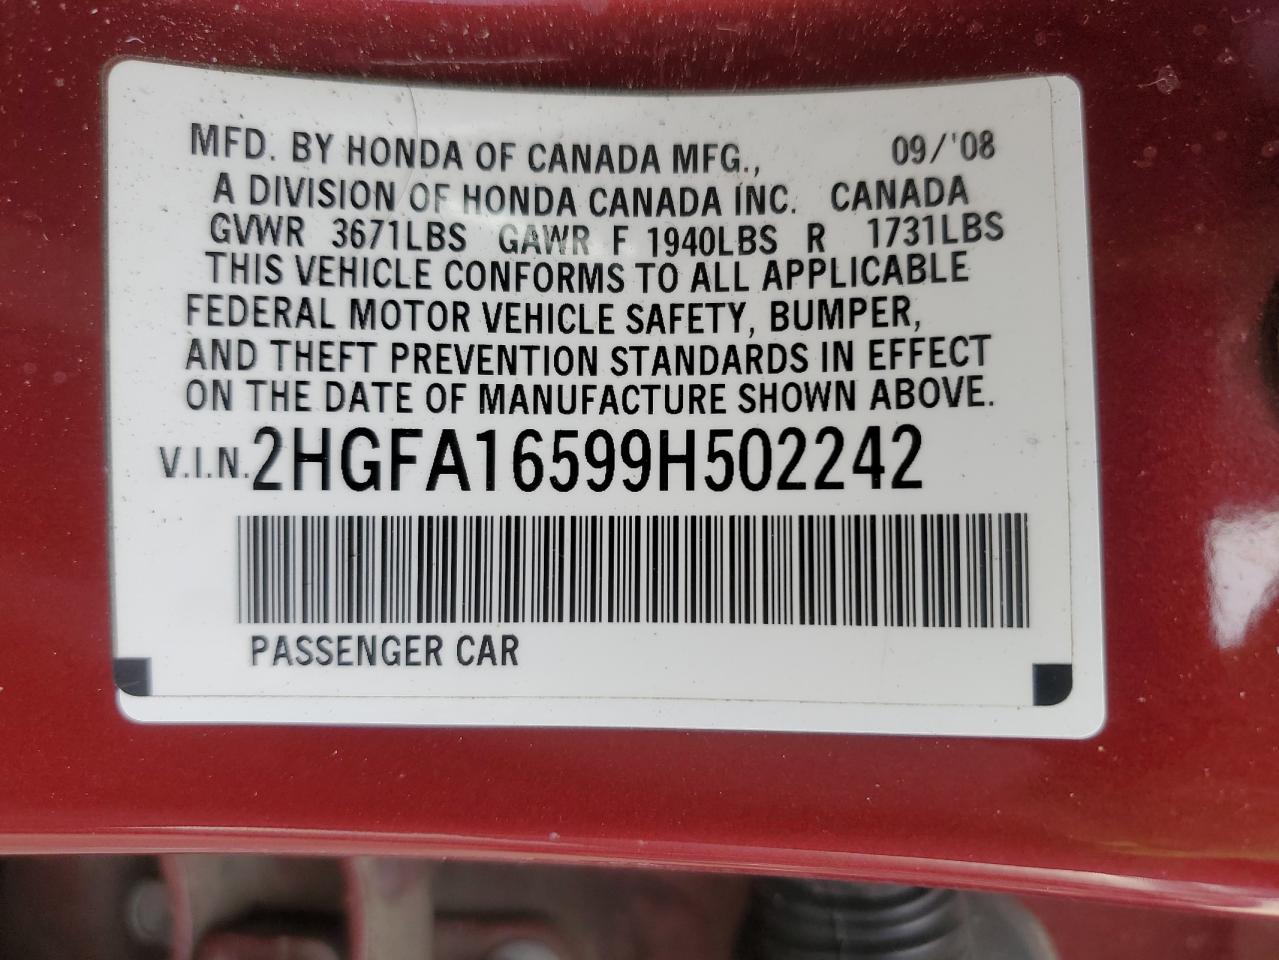 MFD. BY HONDA OF CANADA MFG., 09/'08
A DIVISION OF HONDA CANADA INC. CANADA
GVWR 3671LBS GAWR F 1940LBS R 1731LBS
THIS VEHICLE CONFORMS TO ALL APPLICABLE
FEDERAL MOTOR VEHICLE SAFETY, BUMPER,
AND THEFT PREVENTION STANDARDS IN EFFECT
ON THE DATE OF MANUFACTURE SHOWN ABOVE.
V.I.N. 2HGFA16599H502242
PASSENGER CAR